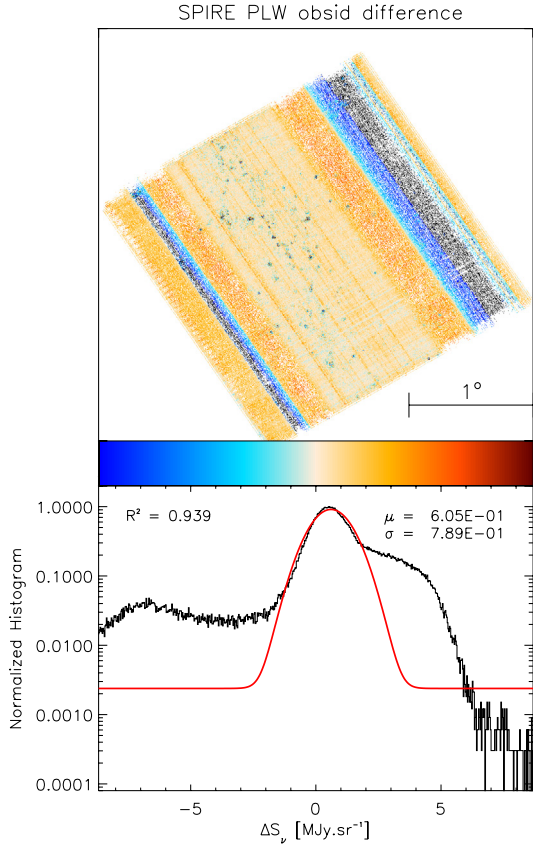 SPIRE PLW obsid difference
1°
R² = 0.939
μ = 6.05E-01
σ = 7.89E-01
1.0000
0.1000
0.0100
0.0010
0.0001
Normalized Histogram
-5 0 5
ΔSν [MJy.sr⁻¹]